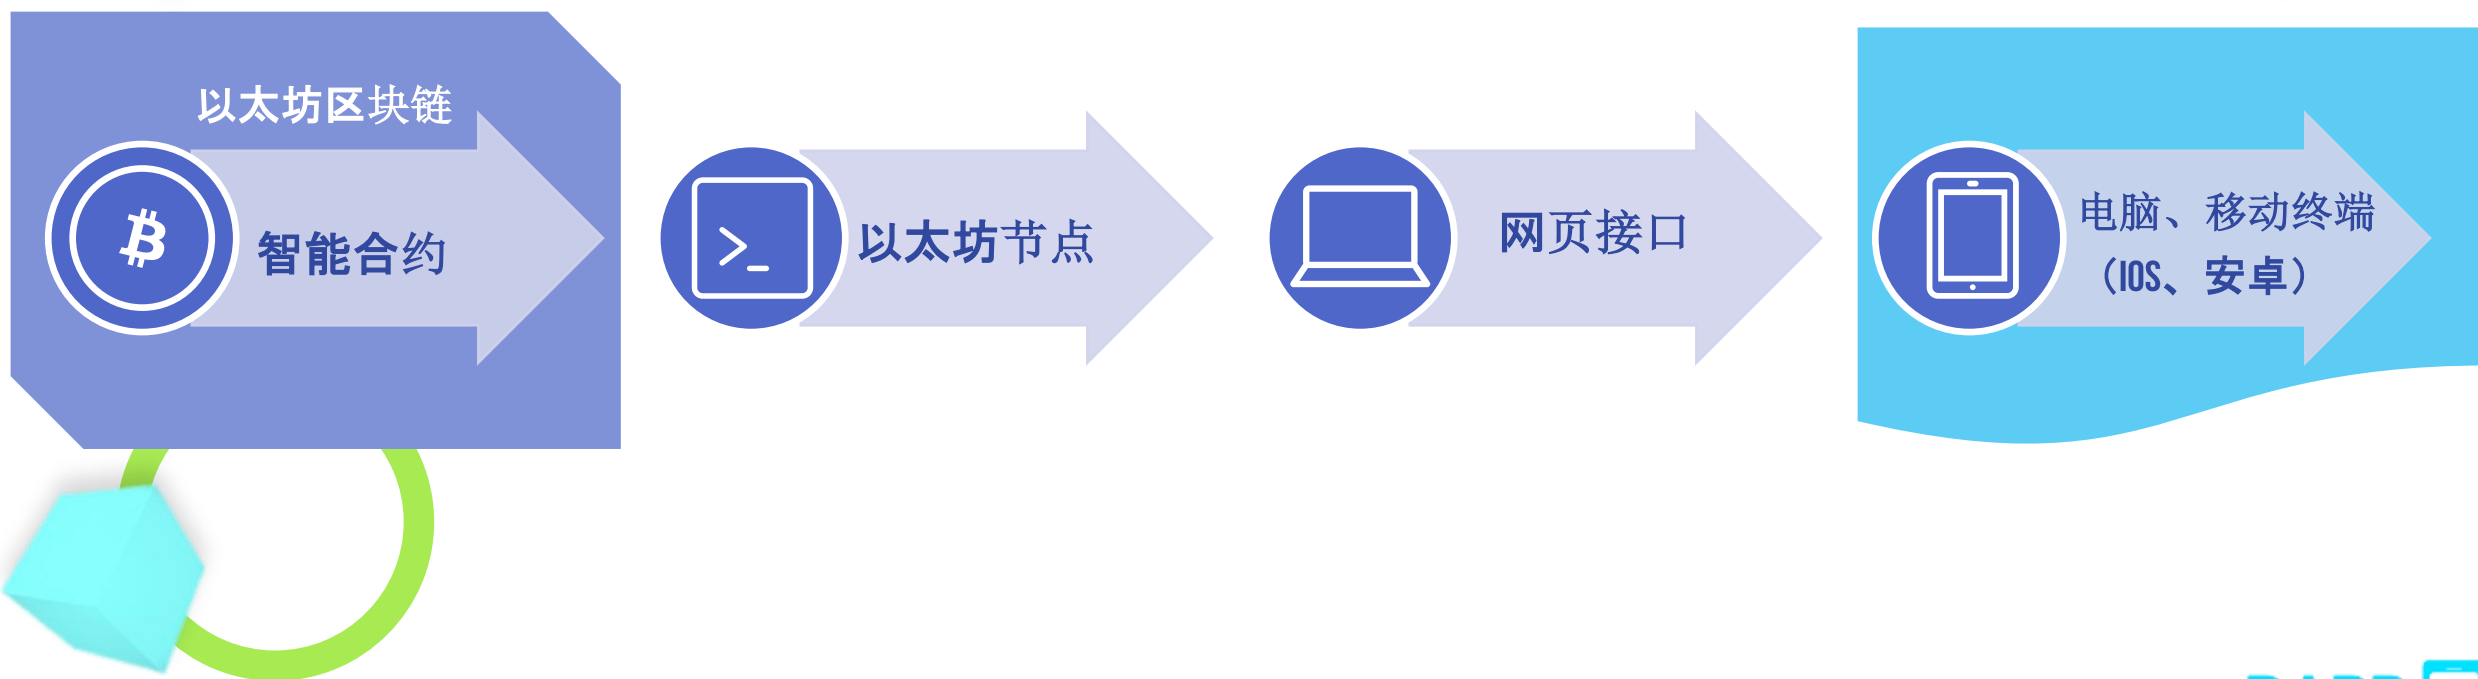 以太坊区块链
智能合约
以太坊节点
网页接口
电脑、移动终端
（IOS、安卓）